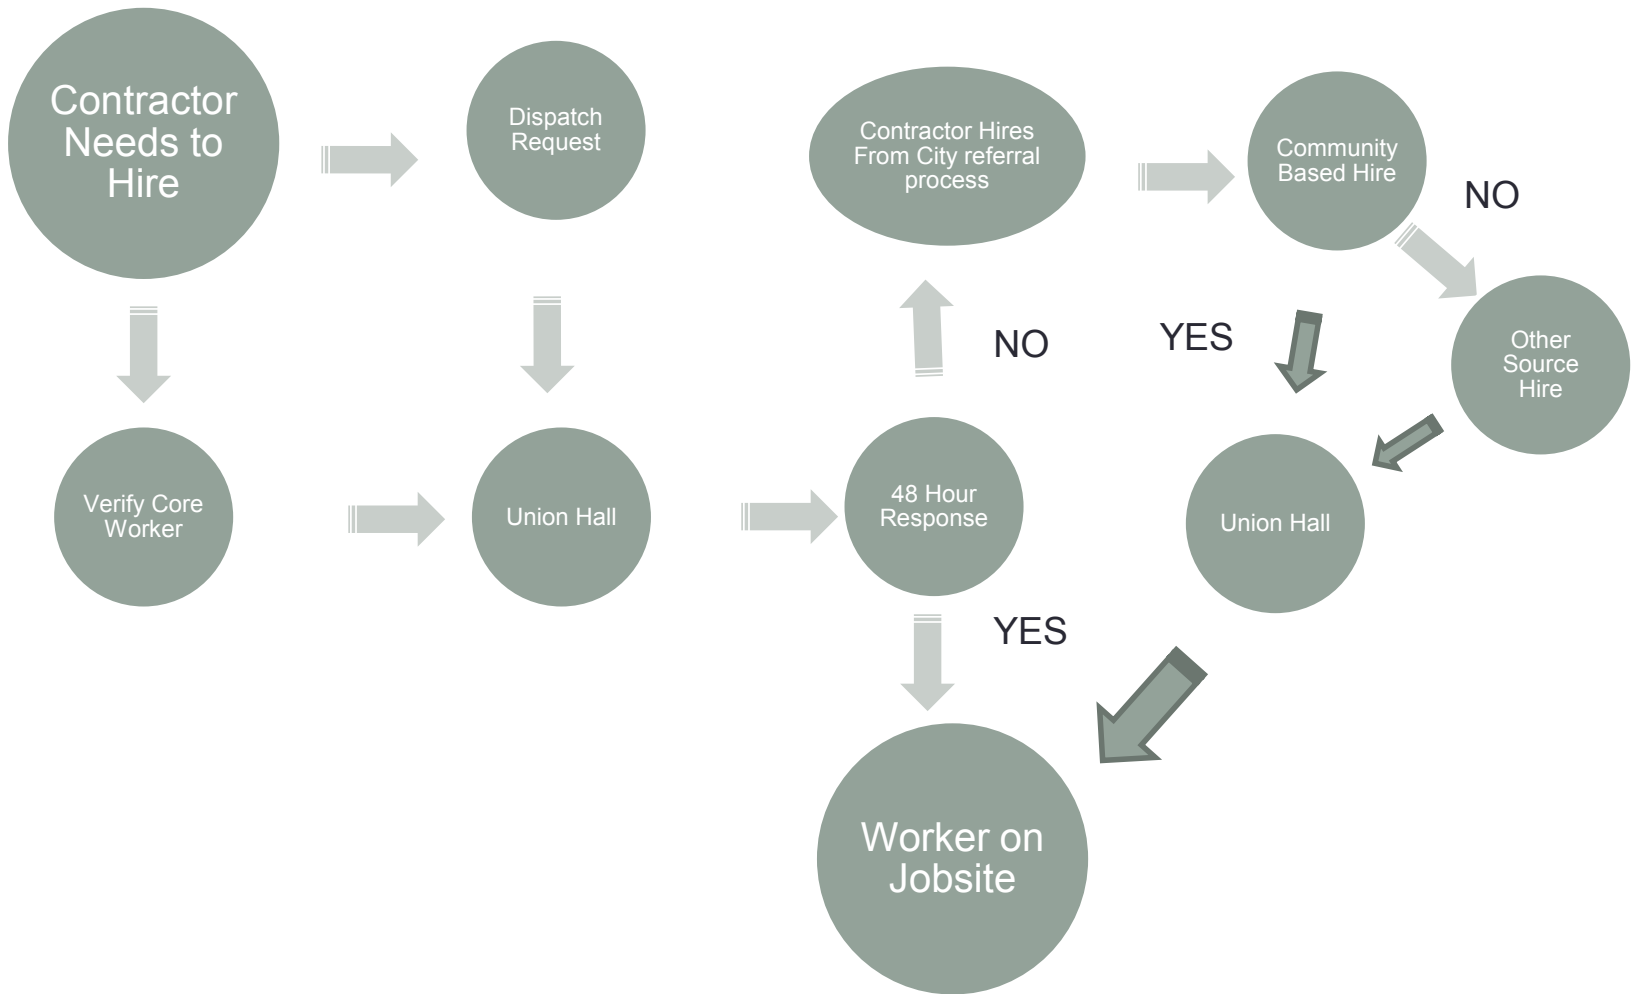 Contractor
Needs to
Hire
Dispatch
Request
Contractor Hires
From City referral
process
Community
Based Hire
NO
NO
YES
Other
Source
Hire
Verify Core
Worker
Union Hall
48 Hour
Response
Union Hall
YES
Worker on
Jobsite